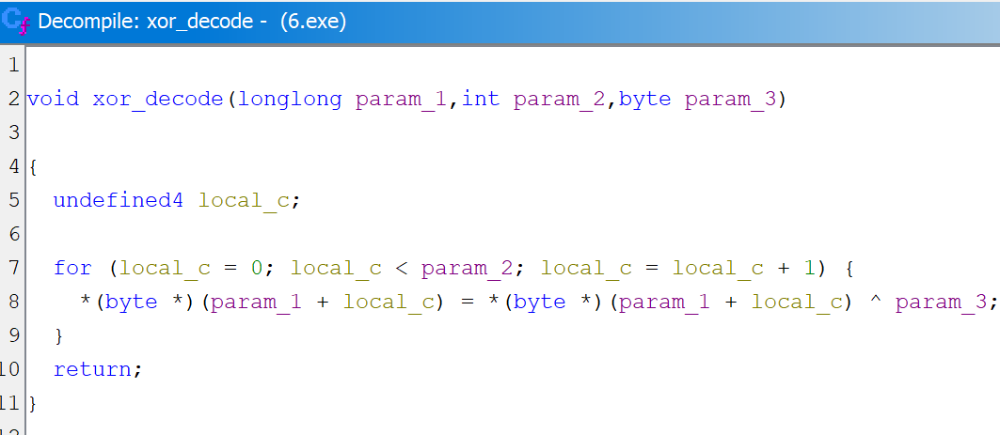 Decompile: xor_decode - (6.exe)
1
2 void xor_decode(longlong param_1,int param_2,byte param_3)
3
4 {
5 undefined4 local_c;
6
7 for (local_c = 0; local_c < param_2; local_c = local_c + 1) {
8 *(byte *)(param_1 + local_c) = *(byte *)(param_1 + local_c) ^ param_3;
9 }
10 return;
11 }